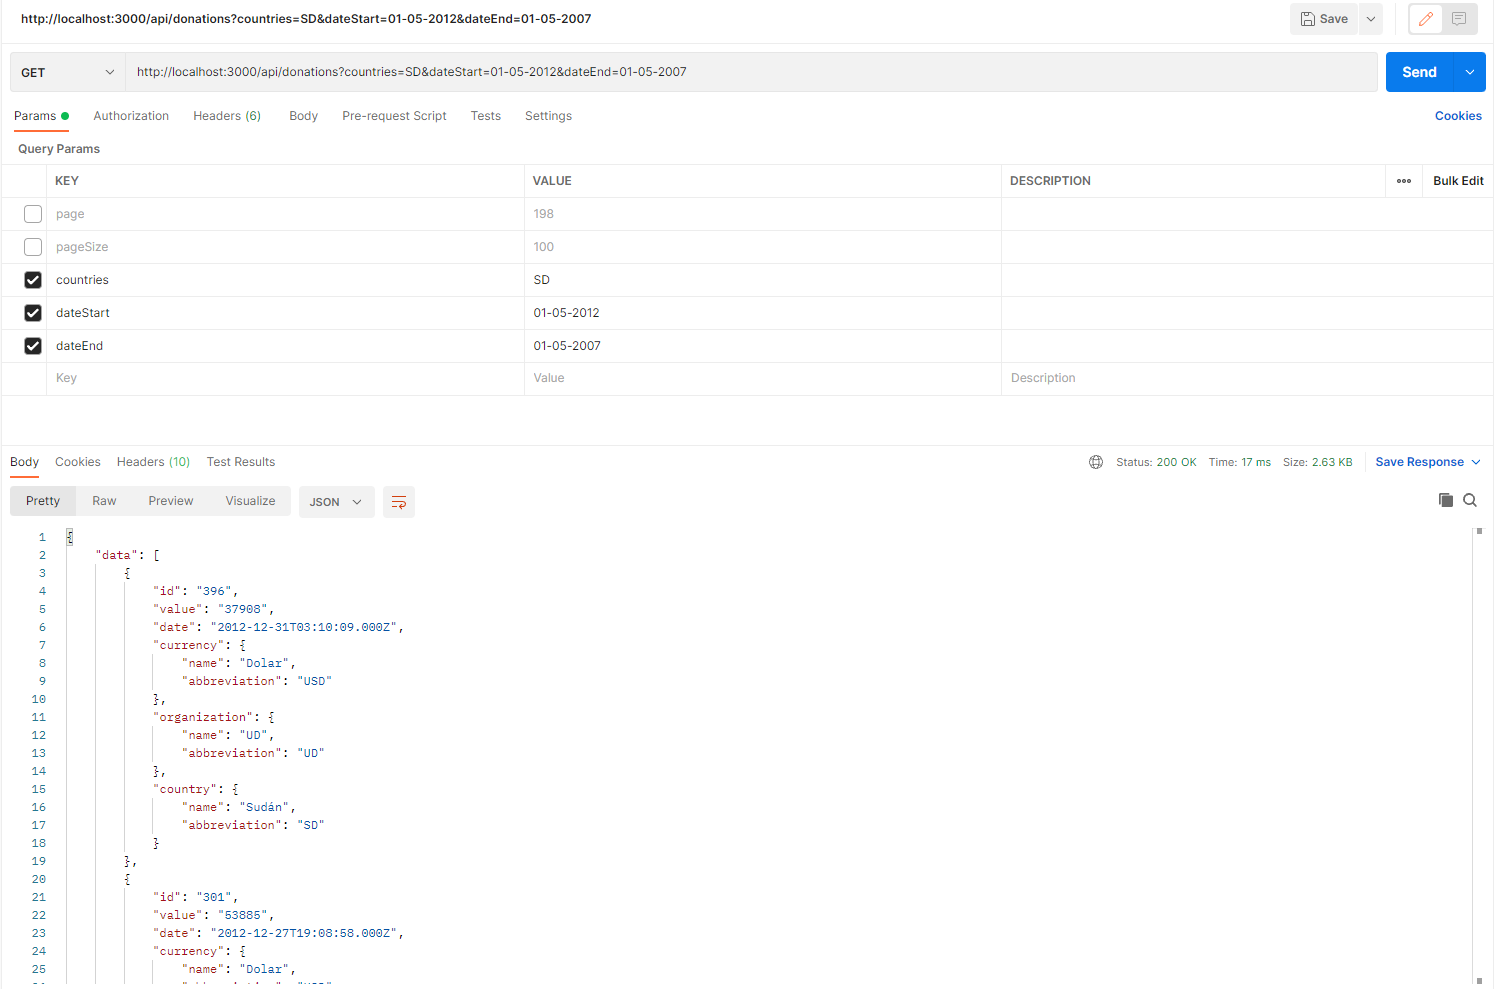 http://localhost:3000/api/donations?countries=SD&dateStart=01-05-2012&dateEnd=01-05-2007
Save
GET
http://localhost:3000/api/donations?countries=SD&dateStart=01-05-2012&dateEnd=01-05-2007
Send
Params Authorization Headers (6) Body Pre-request Script Tests Settings Cookies
Query Params
KEY VALUE DESCRIPTION Bulk Edit
page 198
pageSize 100
countries SD
dateStart 01-05-2012
dateEnd 01-05-2007
Key Value Description
Body Cookies Headers (10) Test Results Status: 200 OK Time: 17 ms Size: 2.63 KB Save Response
Pretty Raw Preview Visualize JSON
1 {
2 "data": [
3 {
4 "id": "396",
5 "value": "37908",
6 "date": "2012-12-31T03:10:09.000Z",
7 "currency": {
8 "name": "Dolar",
9 "abbreviation": "USD"
10 },
11 "organization": {
12 "name": "UD",
13 "abbreviation": "UD"
14 },
15 "country": {
16 "name": "Sudán",
17 "abbreviation": "SD"
18 }
19 },
20 {
21 "id": "301",
22 "value": "53885",
23 "date": "2012-12-27T19:08:58.000Z",
24 "currency": {
25 "name": "Dolar",